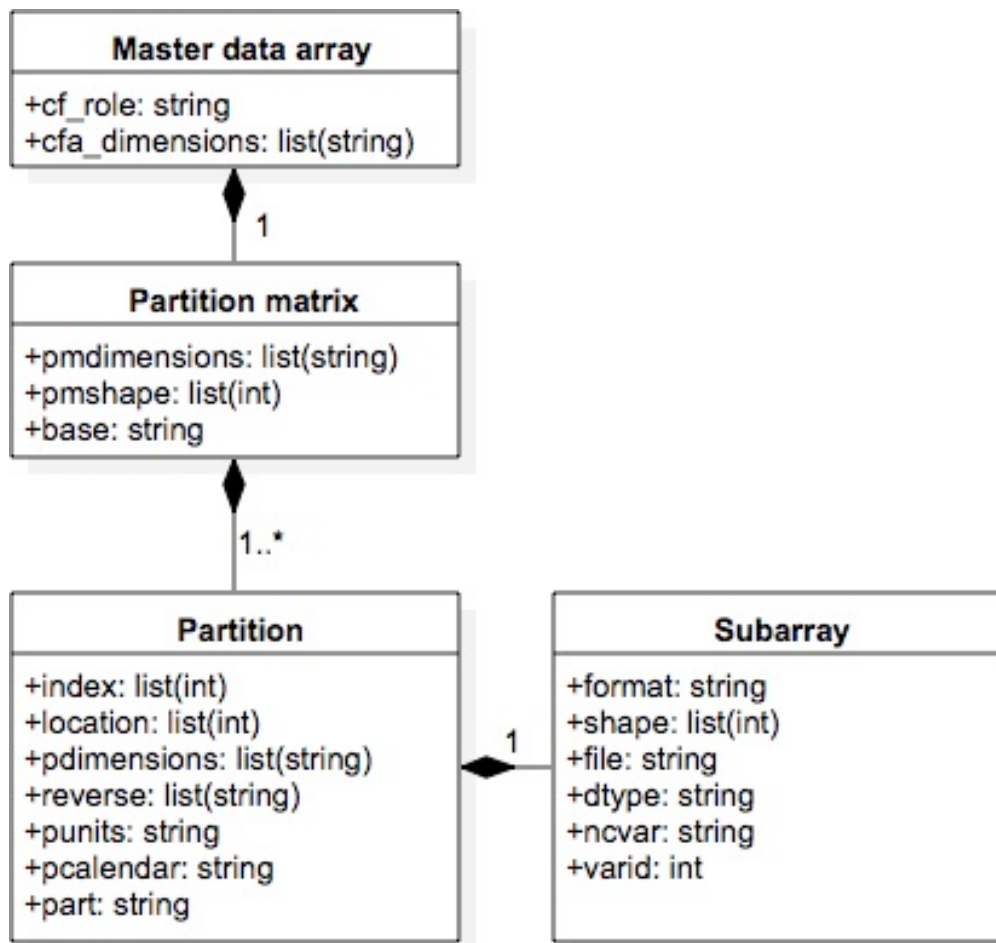 Master data array
+cf_role: string
+cfa_dimensions: list(string)
1
Partition matrix
+pmdimensions: list(string)
+pmshape: list(int)
+base: string
1..*
Partition
+index: list(int)
+location: list(int)
+pdimensions: list(string)
+reverse: list(string)
+punits: string
+pcalendar: string
+part: string
1
Subarray
+format: string
+shape: list(int)
+file: string
+dtype: string
+ncvar: string
+varid: int